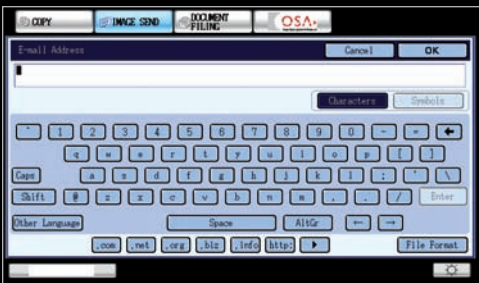 COPY IMAGE SEND DOCUMENT FILING OSA
E-mail Address Cancel OK
Characters Symbols
` 1 2 3 4 5 6 7 8 9 0 - =
q w e r t y u i o p [ ]
Caps a s d f g h j k l ; ' \
Shift @ z x c v b n m , . / Enter
Other Language Space AltGr
.com .net .org .biz .info http: File Format